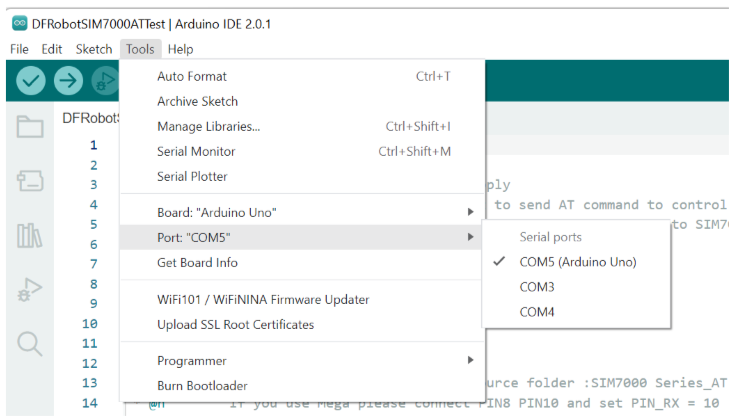 DFRobotSIM7000ATTest | Arduino IDE 2.0.1
File Edit Sketch Tools Help
Auto Format Ctrl+T
Archive Sketch
Manage Libraries... Ctrl+Shift+I
Serial Monitor Ctrl+Shift+M
Serial Plotter
Board: "Arduino Uno"
Port: "COM5"
Get Board Info
WiFi101 / WiFiNINA Firmware Updater
Upload SSL Root Certificates
Programmer
Burn Bootloader
Serial ports
COM5 (Arduino Uno)
COM3
COM4
DFRobotS
1
2
3 ply
4 to send AT command to control
5 to SIM7
6
7
8
9
10
11
12
13 urce folder :SIM7000 Series_AT
14 @n If you use Mega please connect PIN8 PIN10 and set PIN_RX = 10